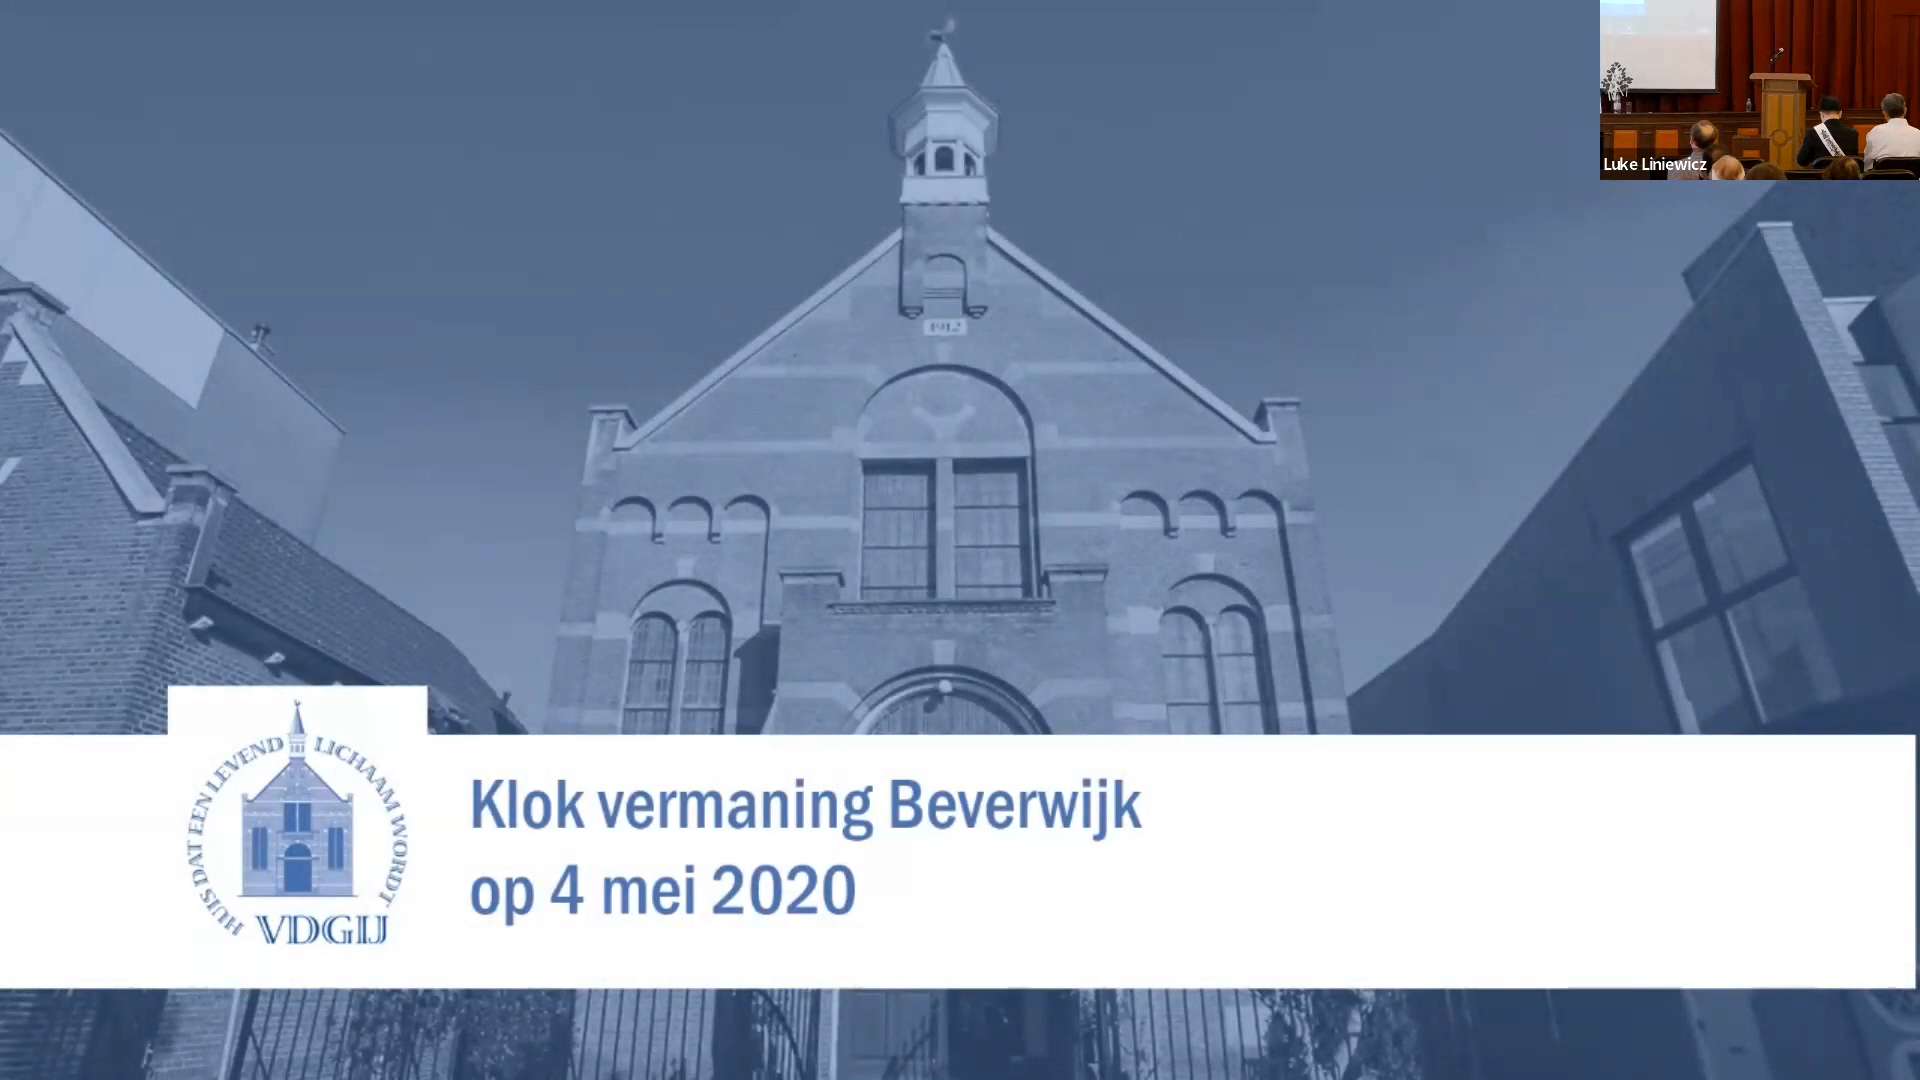 Luke Liniewicz
1912
HUIS DAT EEN LEVEND LICHAAM WORDT
VDGIJ
Klok vermaning Beverwijk
op 4 mei 2020